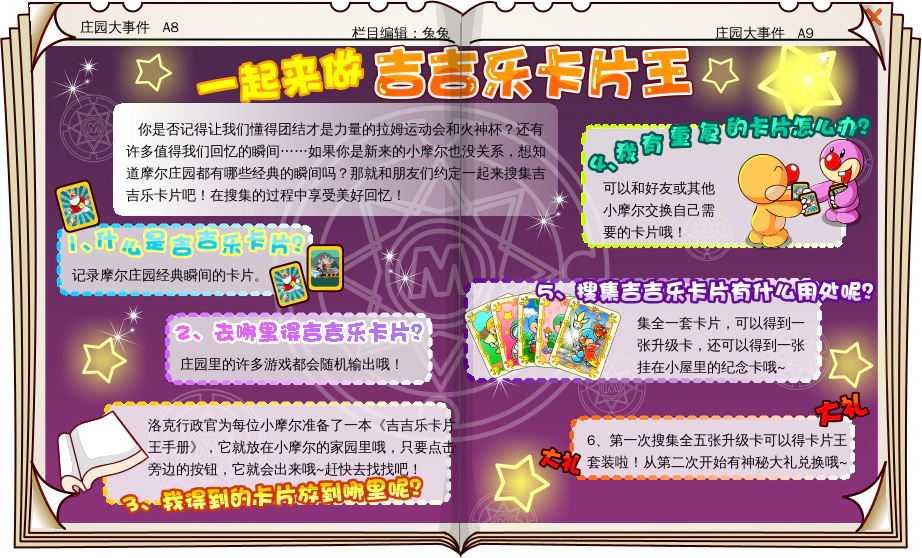 庄园大事件 A8
栏目编辑：兔兔
庄园大事件 A9
一起来做 吉吉乐卡片王
你是否记得让我们懂得团结才是力量的拉姆运动会和火神杯？还有
许多值得我们回忆的瞬间……如果你是新来的小摩尔也没关系，想知
道摩尔庄园都有哪些经典的瞬间吗？那就和朋友们约定一起来搜集吉
吉乐卡片吧！在搜集的过程中享受美好回忆！
1、什么是吉吉乐卡片？
记录摩尔庄园经典瞬间的卡片。
2、去哪里得吉吉乐卡片？
庄园里的许多游戏都会随机输出哦！
洛克行政官为每位小摩尔准备了一本《吉吉乐卡片
王手册》，它就放在小摩尔的家园里哦，只要点击
旁边的按钮，它就会出来哦~赶快去找找吧！
3、我得到的卡片放到哪里呢？
4、我有重复的卡片怎么办？
可以和好友或其他
小摩尔交换自己需
要的卡片哦！
5、搜集吉吉乐卡片有什么用处呢？
集全一套卡片，可以得到一
张升级卡，还可以得到一张
挂在小屋里的纪念卡哦~
大礼
6、第一次搜集全五张升级卡可以得卡片王
套装啦！从第二次开始有神秘大礼兑换哦~
大礼